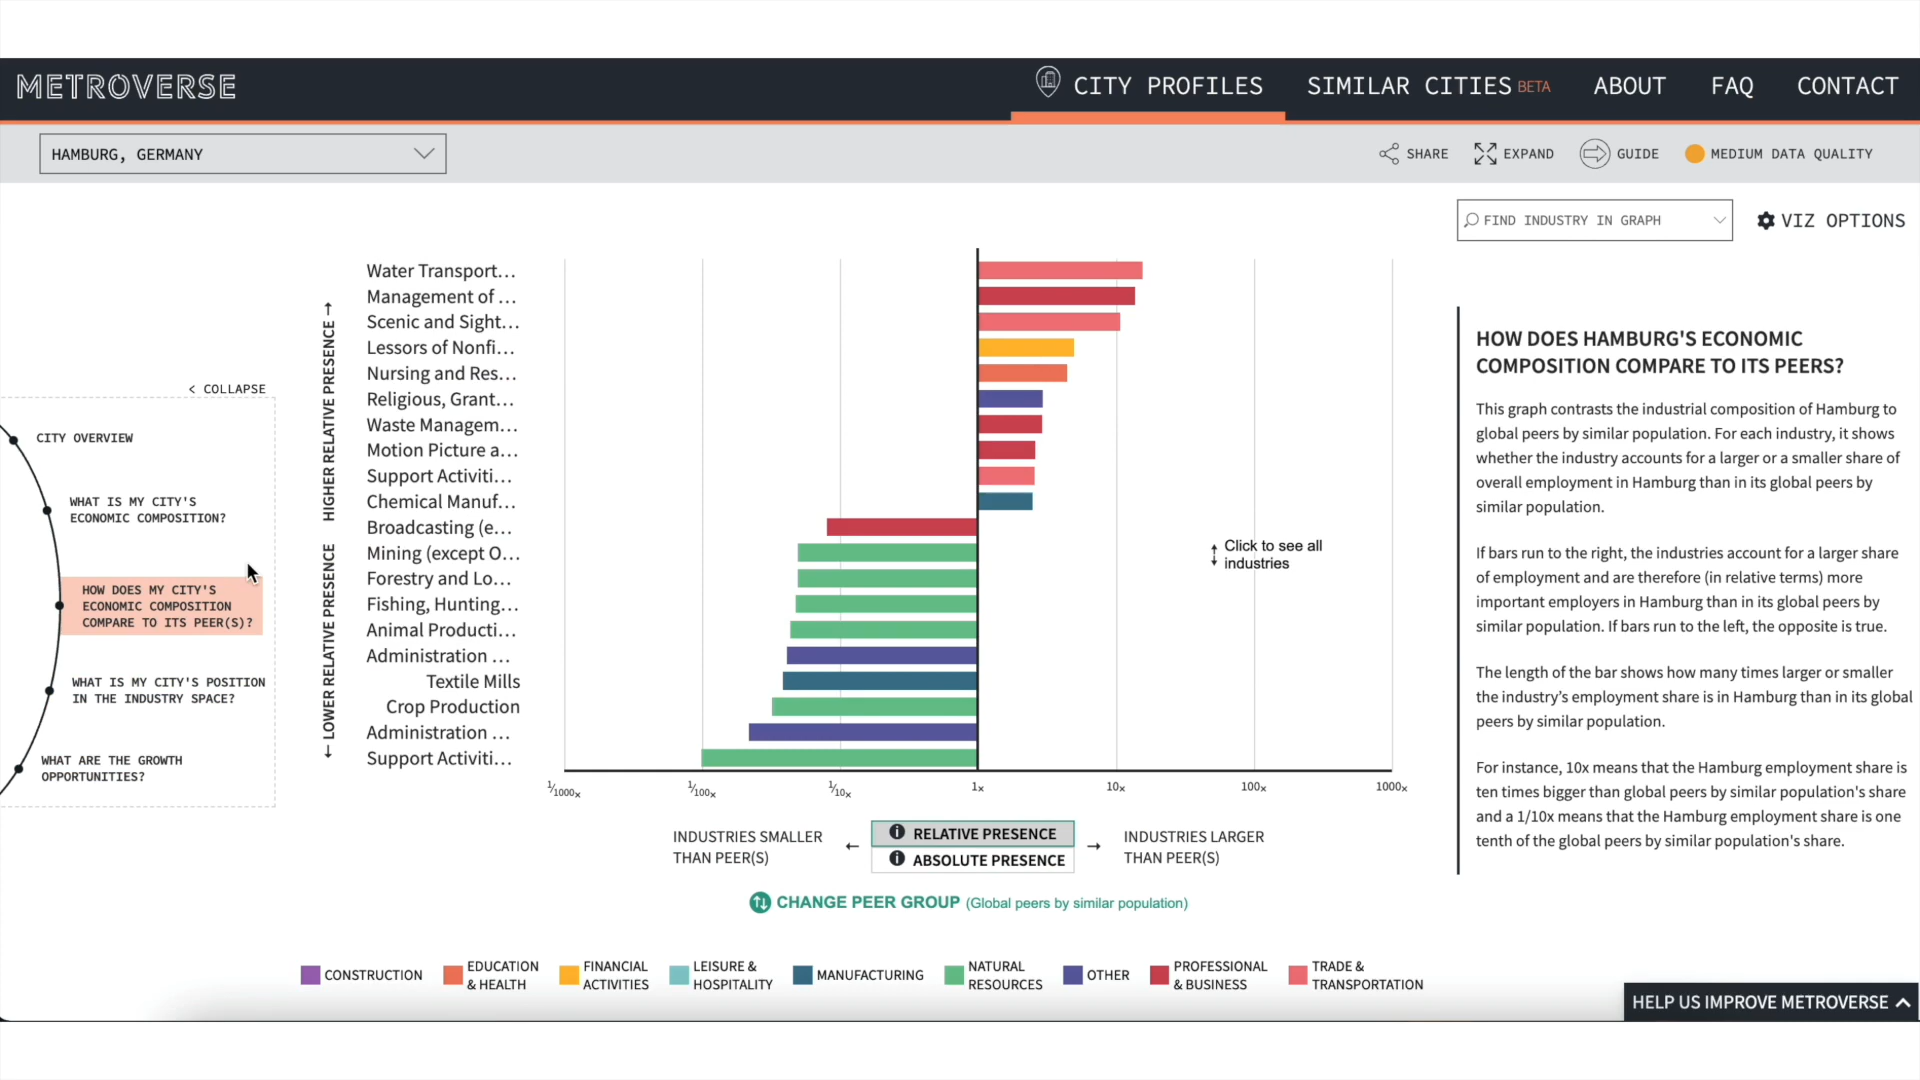 METROVERSE
CITY PROFILES
SIMILAR CITIES BETA
ABOUT
FAQ
CONTACT
HAMBURG, GERMANY
SHARE
EXPAND
GUIDE
MEDIUM DATA QUALITY
FIND INDUSTRY IN GRAPH
VIZ OPTIONS
< COLLAPSE
CITY OVERVIEW
WHAT IS MY CITY'S
ECONOMIC COMPOSITION?
HOW DOES MY CITY'S
ECONOMIC COMPOSITION
COMPARE TO ITS PEER(S)?
WHAT IS MY CITY'S POSITION
IN THE INDUSTRY SPACE?
WHAT ARE THE GROWTH
OPPORTUNITIES?
HIGHER RELATIVE PRESENCE →
← LOWER RELATIVE PRESENCE
Water Transport...
Management of ...
Scenic and Sight...
Lessors of Nonfi...
Nursing and Res...
Religious, Grant...
Waste Managem...
Motion Picture a...
Support Activiti...
Chemical Manuf...
Broadcasting (e...
Mining (except O...
Forestry and Lo...
Fishing, Hunting...
Animal Producti...
Administration ...
Textile Mills
Crop Production
Administration ...
Support Activiti...
Click to see all
industries
1/1000x
1/100x
1/10x
1x
10x
100x
1000x
INDUSTRIES SMALLER
THAN PEER(S)
←
RELATIVE PRESENCE
ABSOLUTE PRESENCE
→
INDUSTRIES LARGER
THAN PEER(S)
CHANGE PEER GROUP (Global peers by similar population)
CONSTRUCTION
EDUCATION
& HEALTH
FINANCIAL
ACTIVITIES
LEISURE &
HOSPITALITY
MANUFACTURING
NATURAL
RESOURCES
OTHER
PROFESSIONAL
& BUSINESS
TRADE &
TRANSPORTATION
HOW DOES HAMBURG'S ECONOMIC
COMPOSITION COMPARE TO ITS PEERS?
This graph contrasts the industrial composition of Hamburg to
global peers by similar population. For each industry, it shows
whether the industry accounts for a larger or a smaller share of
overall employment in Hamburg than in its global peers by
similar population.
If bars run to the right, the industries account for a larger share
of employment and are therefore (in relative terms) more
important employers in Hamburg than in its global peers by
similar population. If bars run to the left, the opposite is true.
The length of the bar shows how many times larger or smaller
the industry’s employment share is in Hamburg than in its global
peers by similar population.
For instance, 10x means that the Hamburg employment share is
ten times bigger than global peers by similar population's share
and a 1/10x means that the Hamburg employment share is one
tenth of the global peers by similar population's share.
HELP US IMPROVE METROVERSE